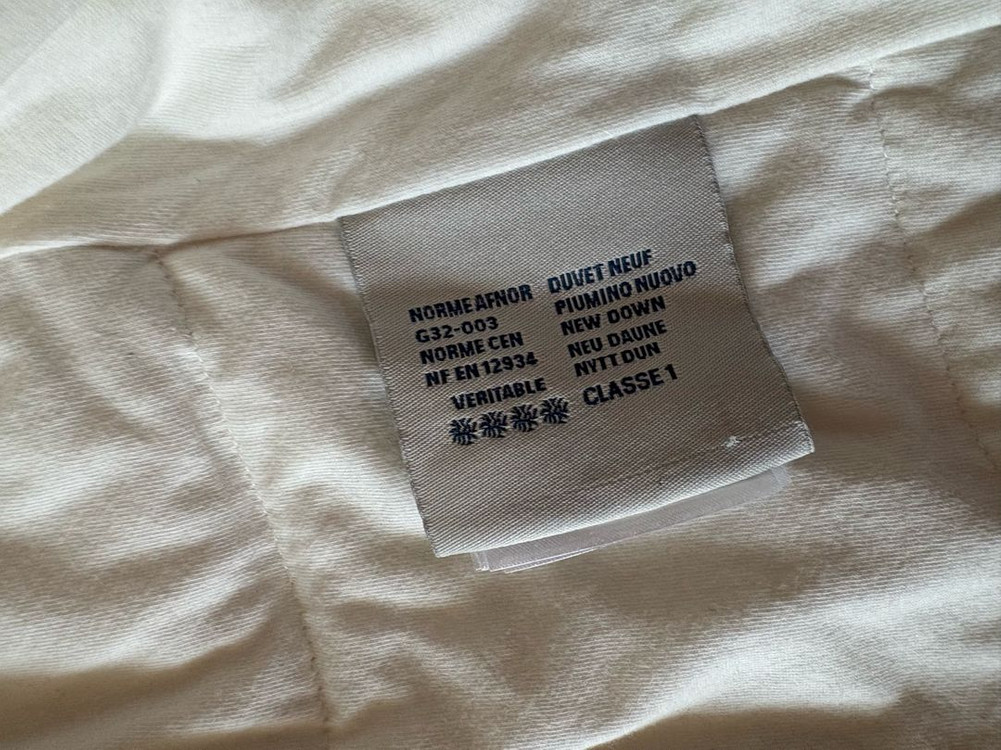 NORME AFNOR
G32-003
NORME CEN
NF EN 12934
VERITABLE
DUVET NEUF
PIUMINO NUOVO
NEW DOWN
NEU DAUNE
NYTT DUN
CLASSE 1